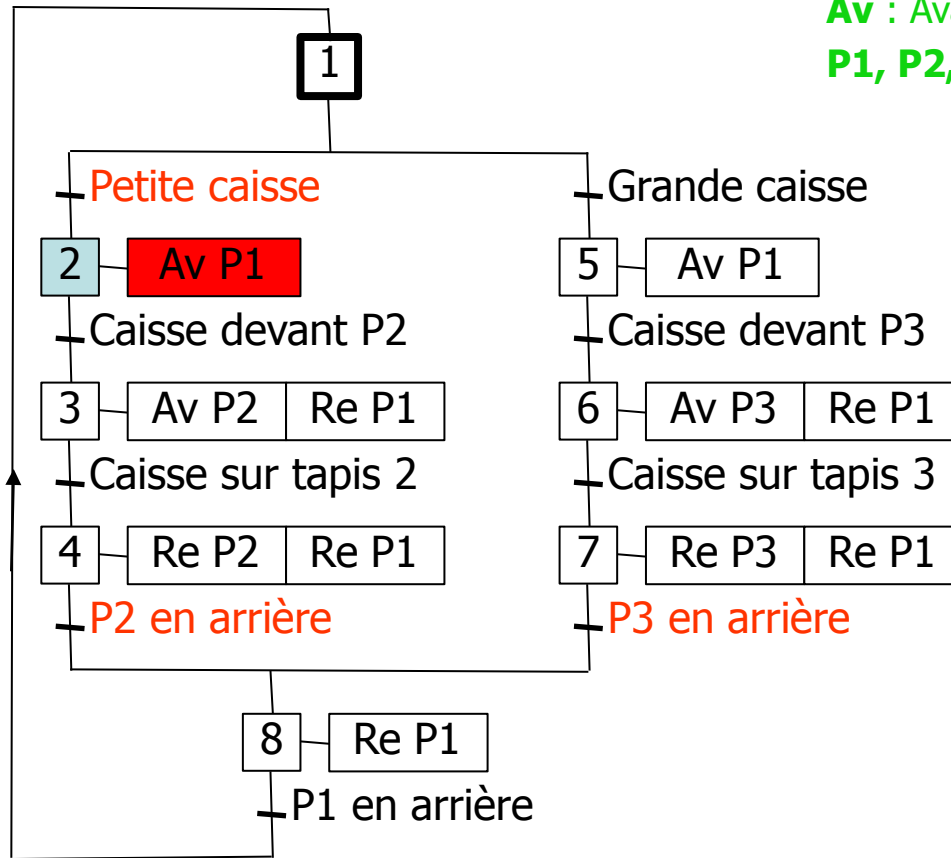 Av : Ava
P1, P2,
1
Petite caisse
Grande caisse
2 Av P1
5 Av P1
Caisse devant P2
Caisse devant P3
3 Av P2 Re P1
6 Av P3 Re P1
Caisse sur tapis 2
Caisse sur tapis 3
4 Re P2 Re P1
7 Re P3 Re P1
P2 en arrière
P3 en arrière
8 Re P1
P1 en arrière